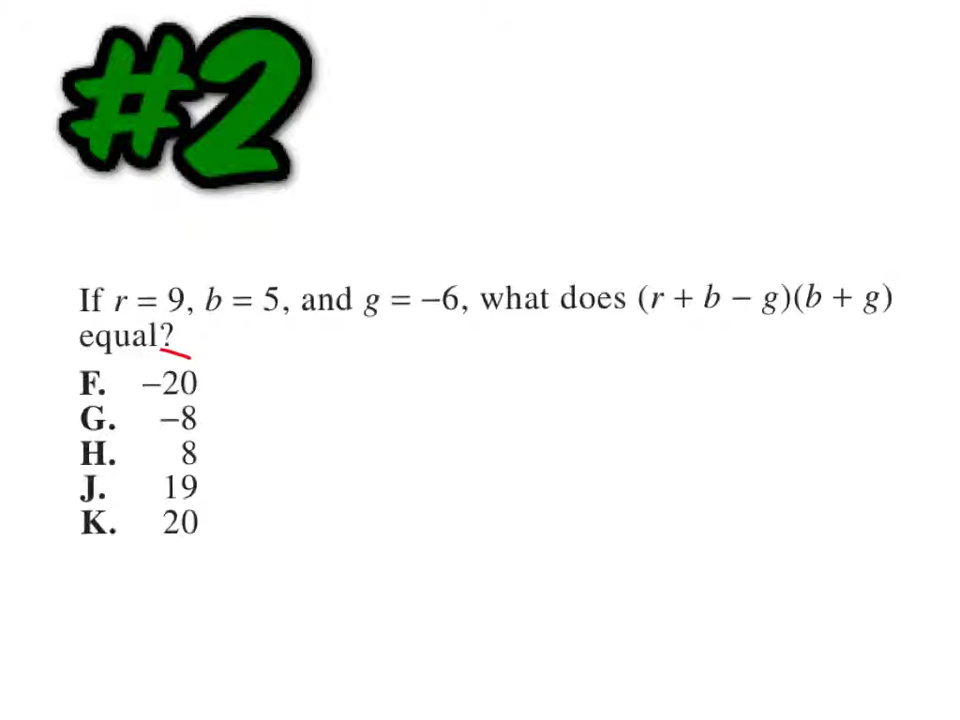 #2
If r = 9, b = 5, and g = −6, what does (r + b − g)(b + g)
equal?
F. −20
G. −8
H. 8
J. 19
K. 20